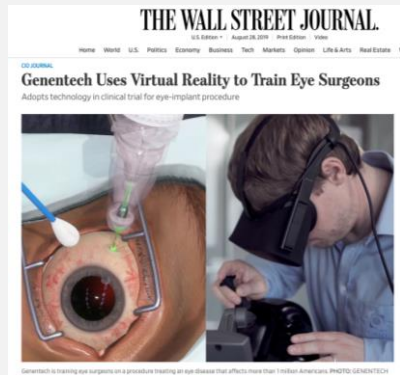 THE WALL STREET JOURNAL.
U.S. Edition August 28, 2019 Print Edition Video
Home World U.S. Politics Economy Business Tech Markets Opinion Life & Arts Real Estate
CIO JOURNAL
Genentech Uses Virtual Reality to Train Eye Surgeons
Adopts technology in clinical trial for eye-implant procedure
Genentech is training eye surgeons on a procedure treating an eye disease that affects more than 1 million Americans. PHOTO: GENENTECH